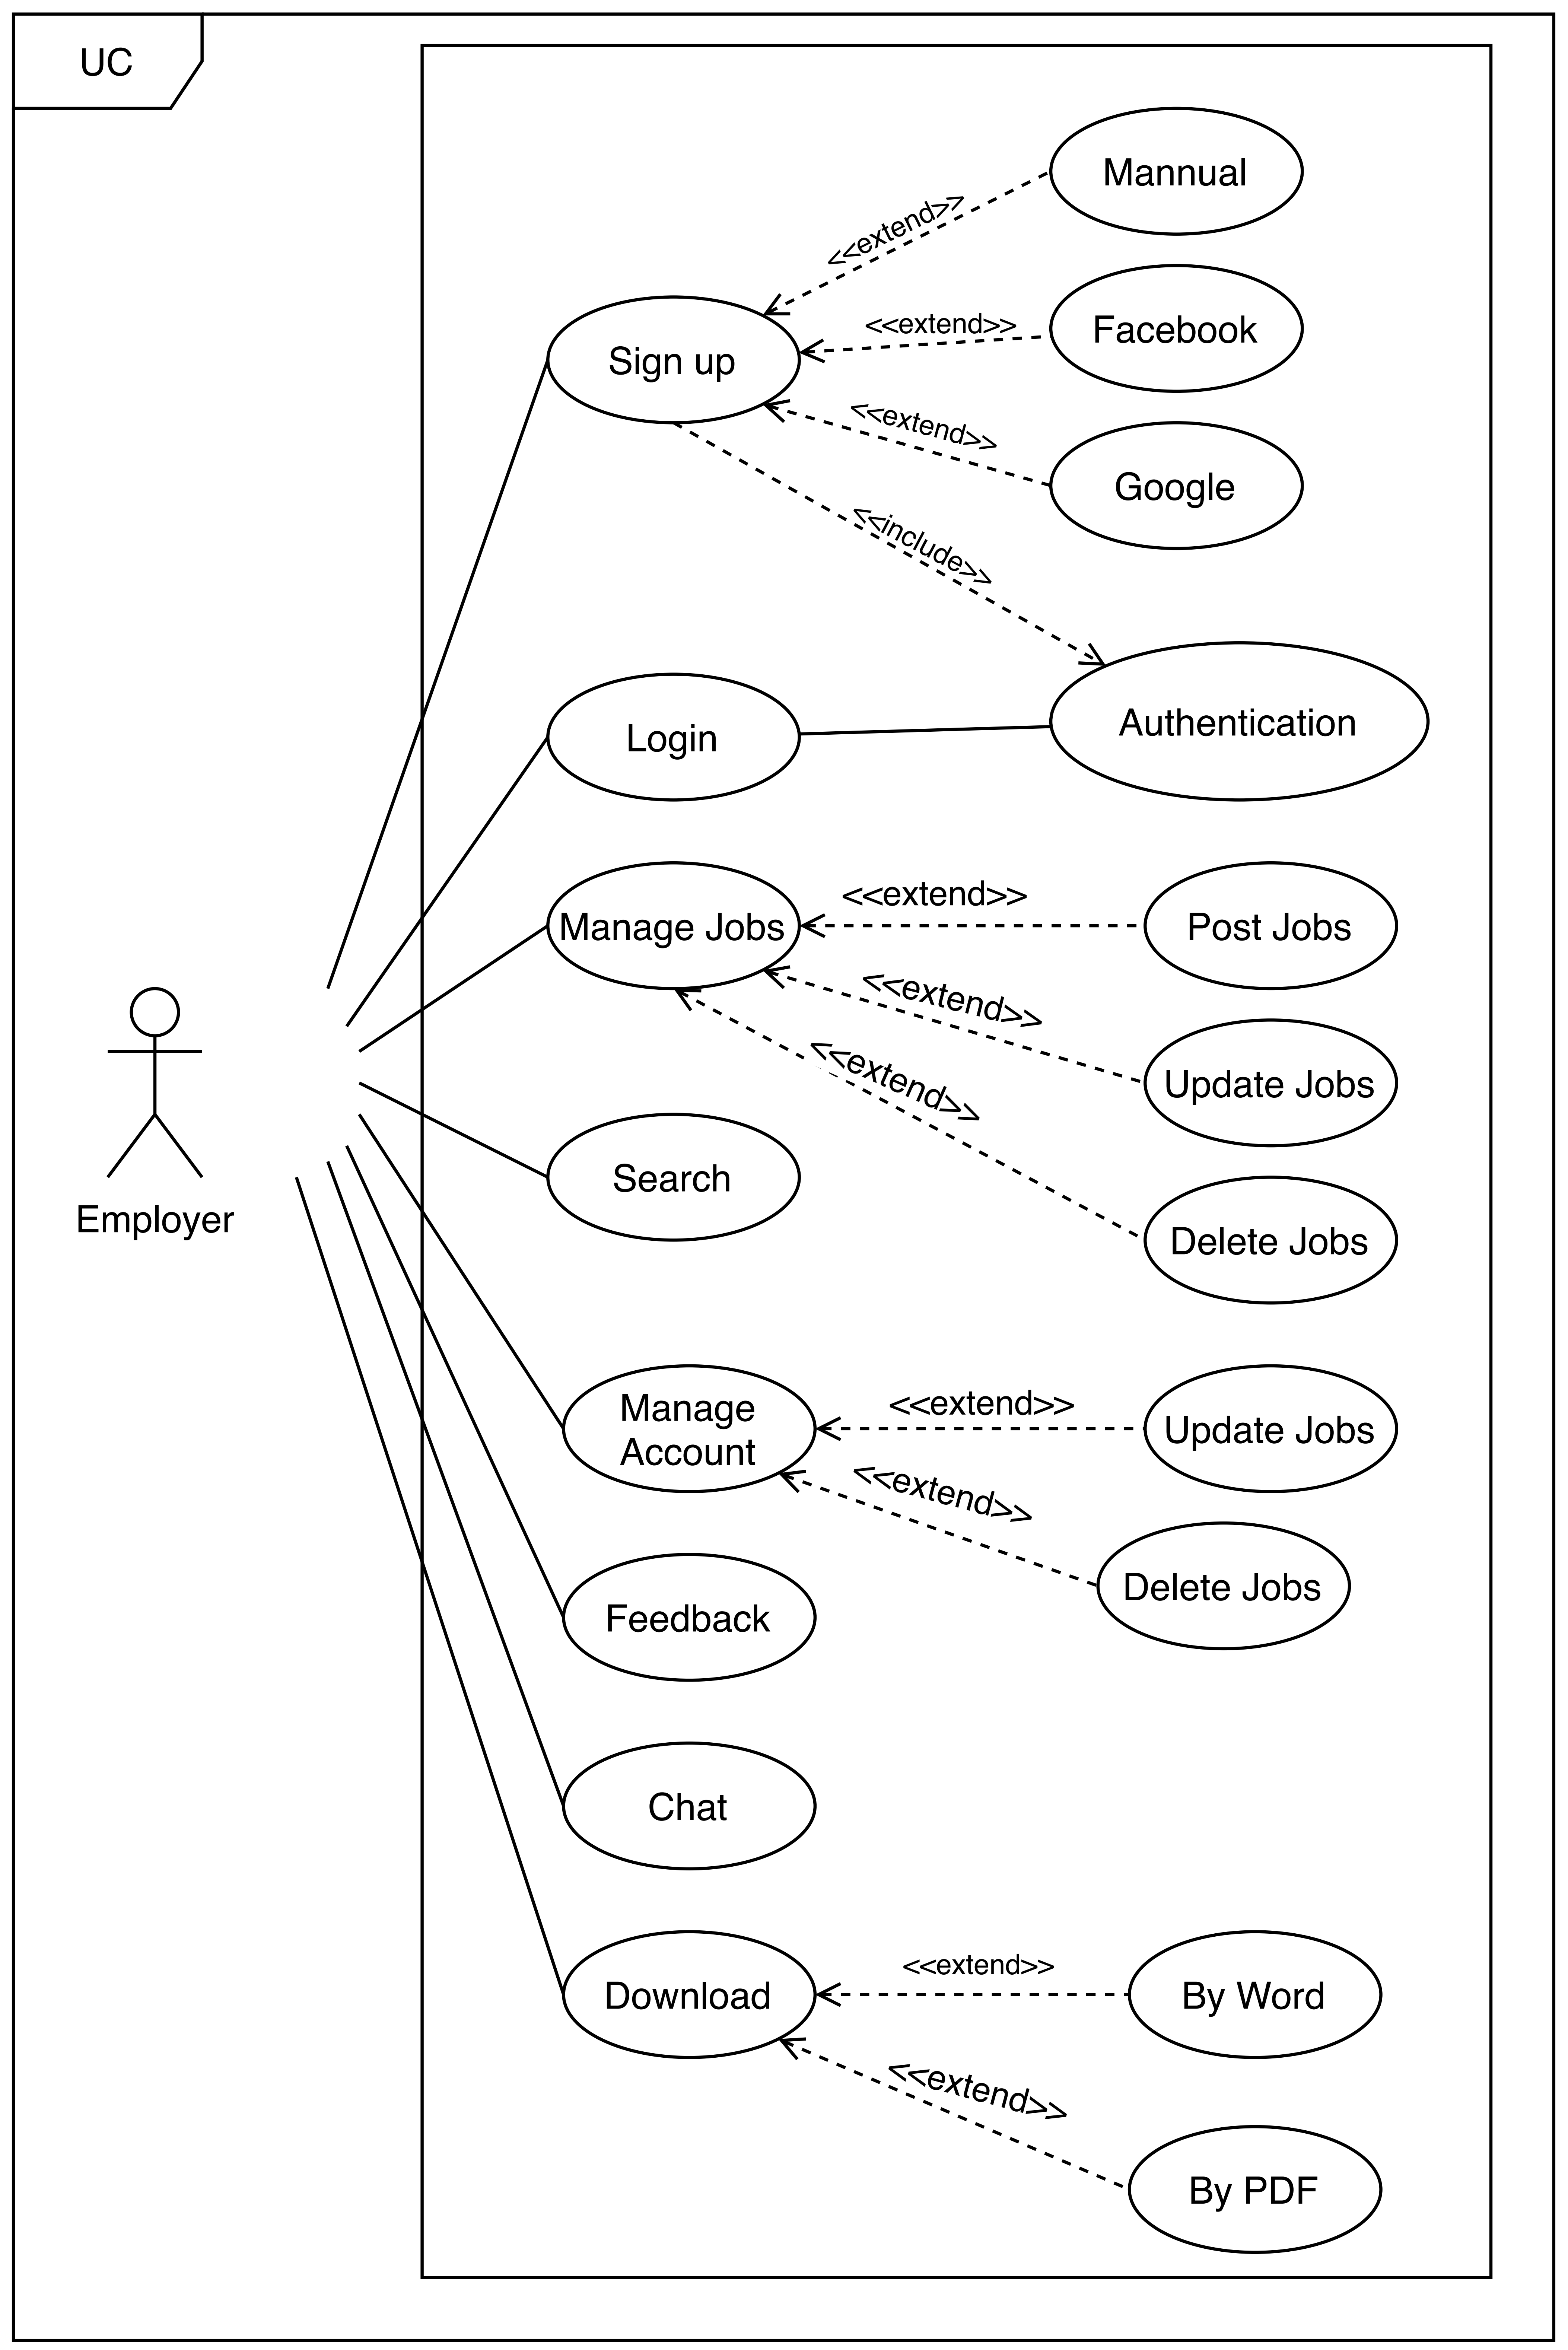 UC
Mannual
<<extend>>
Facebook
<<extend>>
Sign up
<<extend>>
Google
<<include>>
Authentication
Login
<<extend>>
Manage Jobs
Post Jobs
<<extend>>
Update Jobs
<<extend>>
Search
Delete Jobs
Employer
Manage
Account
<<extend>>
Update Jobs
<<extend>>
Delete Jobs
Feedback
Chat
<<extend>>
Download
By Word
<<extend>>
By PDF